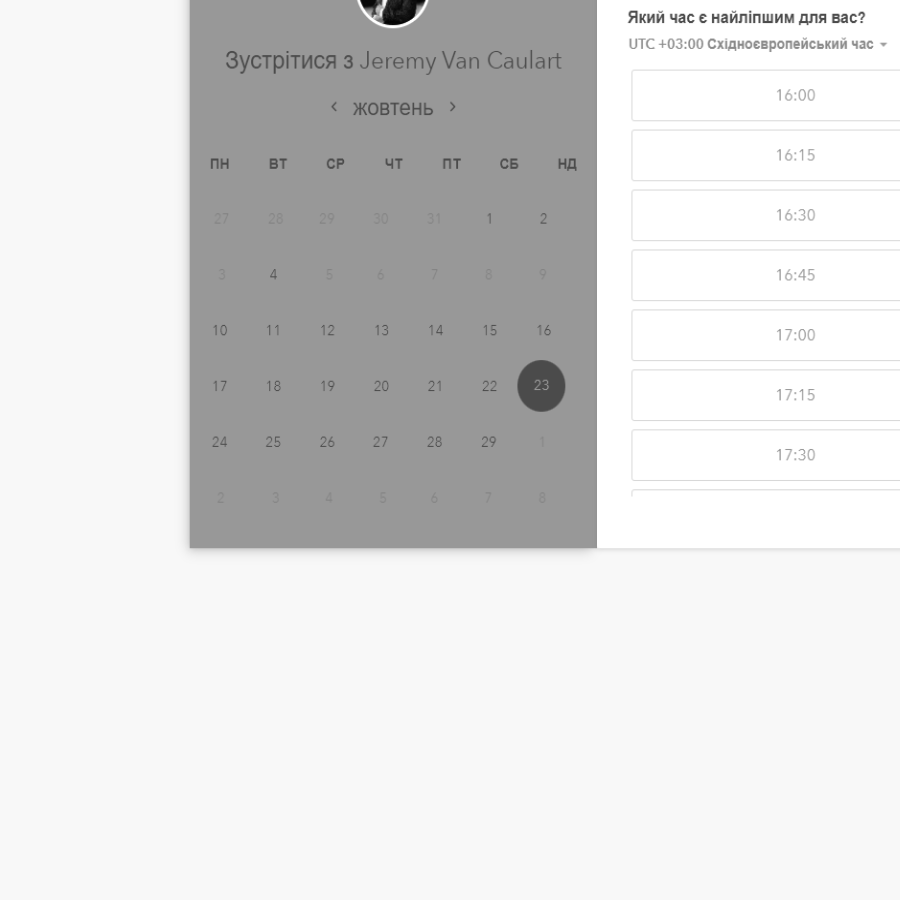 Зустрітися з Jeremy Van Caulart
‹ жовтень ›
ПН ВТ СР ЧТ ПТ СБ НД
27 28 29 30 31 1 2
3 4 5 6 7 8 9
10 11 12 13 14 15 16
17 18 19 20 21 22 23
24 25 26 27 28 29 1
2 3 4 5 6 7 8
Який час є найліпшим для вас?
UTC +03:00 Східноєвропейський час
16:00
16:15
16:30
16:45
17:00
17:15
17:30